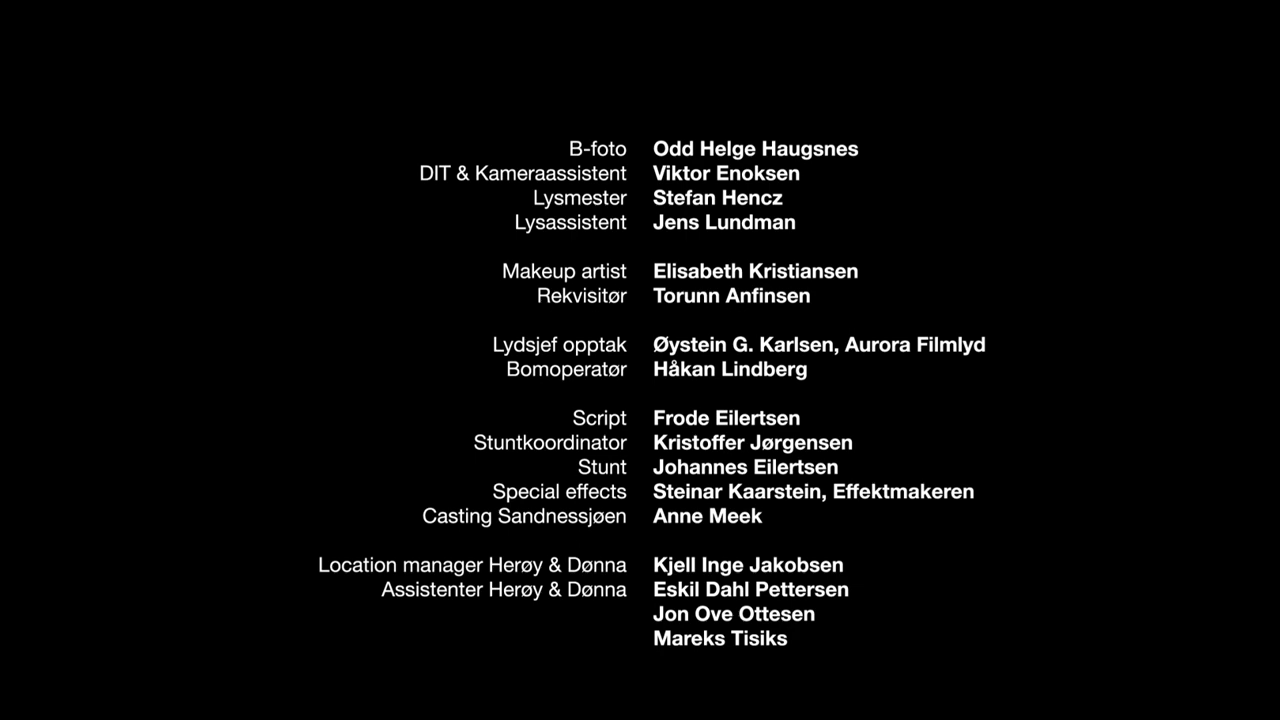 B-foto Odd Helge Haugsnes
DIT & Kameraassistent Viktor Enoksen
Lysmester Stefan Hencz
Lysassistent Jens Lundman
Makeup artist Elisabeth Kristiansen
Rekvisitør Torunn Anfinsen
Lydsjef opptak Øystein G. Karlsen, Aurora Filmlyd
Bomoperatør Håkan Lindberg
Script Frode Eilertsen
Stuntkoordinator Kristoffer Jørgensen
Stunt Johannes Eilertsen
Special effects Steinar Kaarstein, Effektmakeren
Casting Sandnessjøen Anne Meek
Location manager Herøy & Dønna Kjell Inge Jakobsen
Assistenter Herøy & Dønna Eskil Dahl Pettersen
Jon Ove Ottesen
Mareks Tisiks